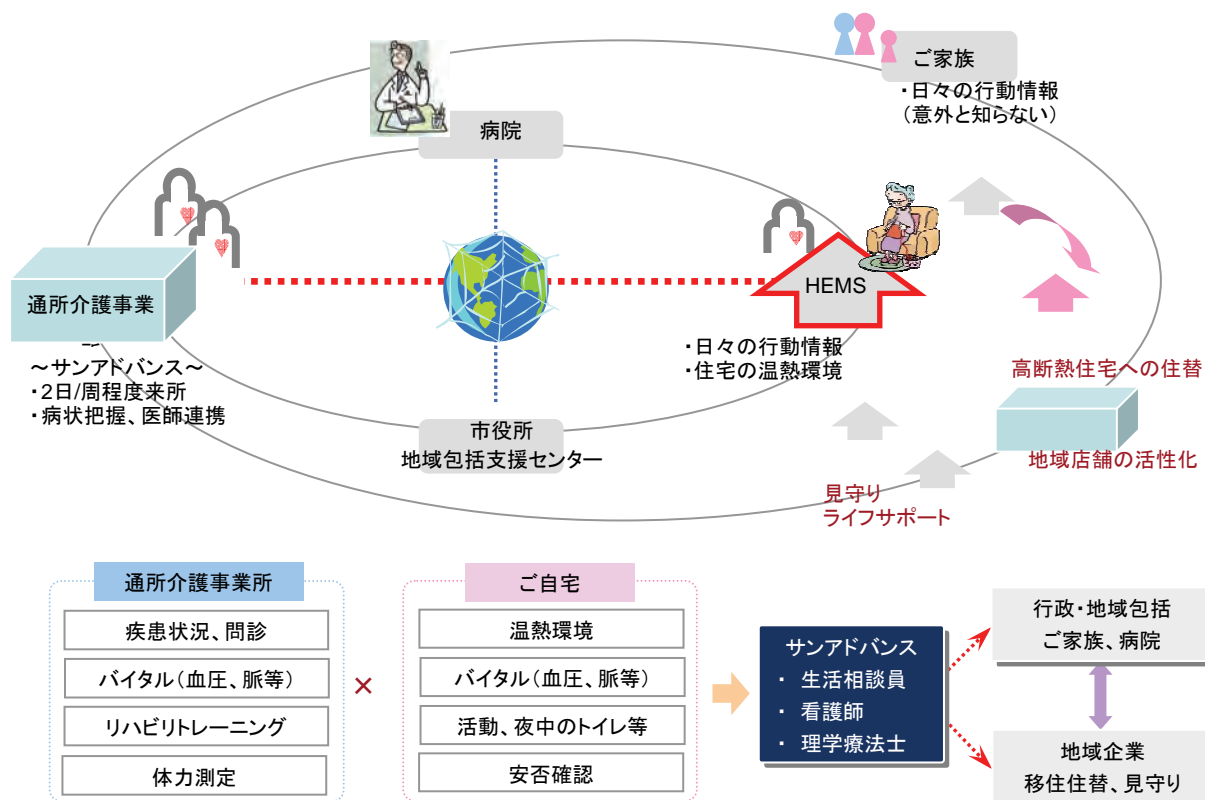 ご家族
・日々の行動情報
（意外と知らない）
病院
通所介護事業
HEMS
～サンアドバンス～
・2日/周程度来所
・病状把握、医師連携
・日々の行動情報
・住宅の温熱環境
高断熱住宅への住替
市役所
地域包括支援センター
地域店舗の活性化
見守り
ライフサポート
通所介護事業所
疾患状況、問診
バイタル（血圧、脈等）
リハビリトレーニング
体力測定
×
ご自宅
温熱環境
バイタル（血圧、脈等）
活動、夜中のトイレ等
安否確認
サンアドバンス
・ 生活相談員
・ 看護師
・ 理学療法士
行政・地域包括
ご家族、病院
地域企業
移住住替、見守り